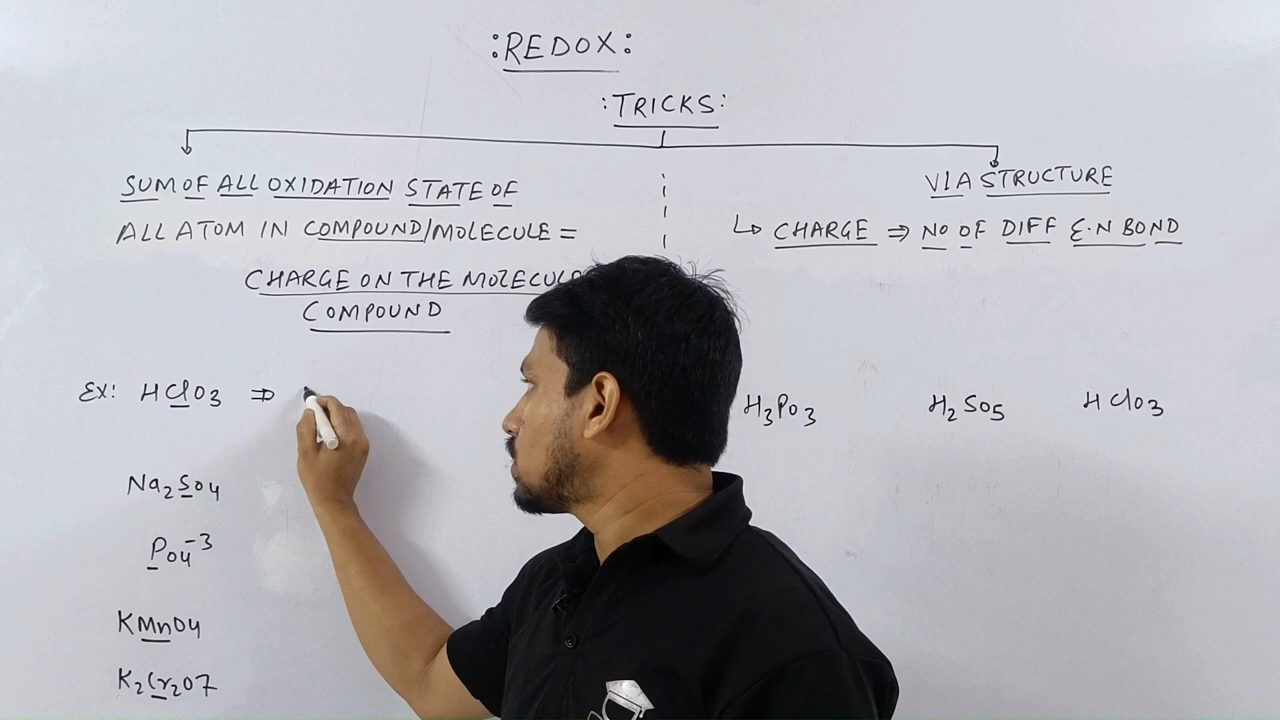 :REDOX:
:TRICKS:
SUM OF ALL OXIDATION STATE OF
ALL ATOM IN COMPOUND/MOLECULE =
CHARGE ON THE MOLECULE
COMPOUND
VIA STRUCTURE
↳ CHARGE ⇒ NO OF DIFF E.N BOND
EX: HClO3 ⇒
Na2SO4
PO4-3
KMnO4
K2Cr2O7
H3PO3
H2SO5
HClO3